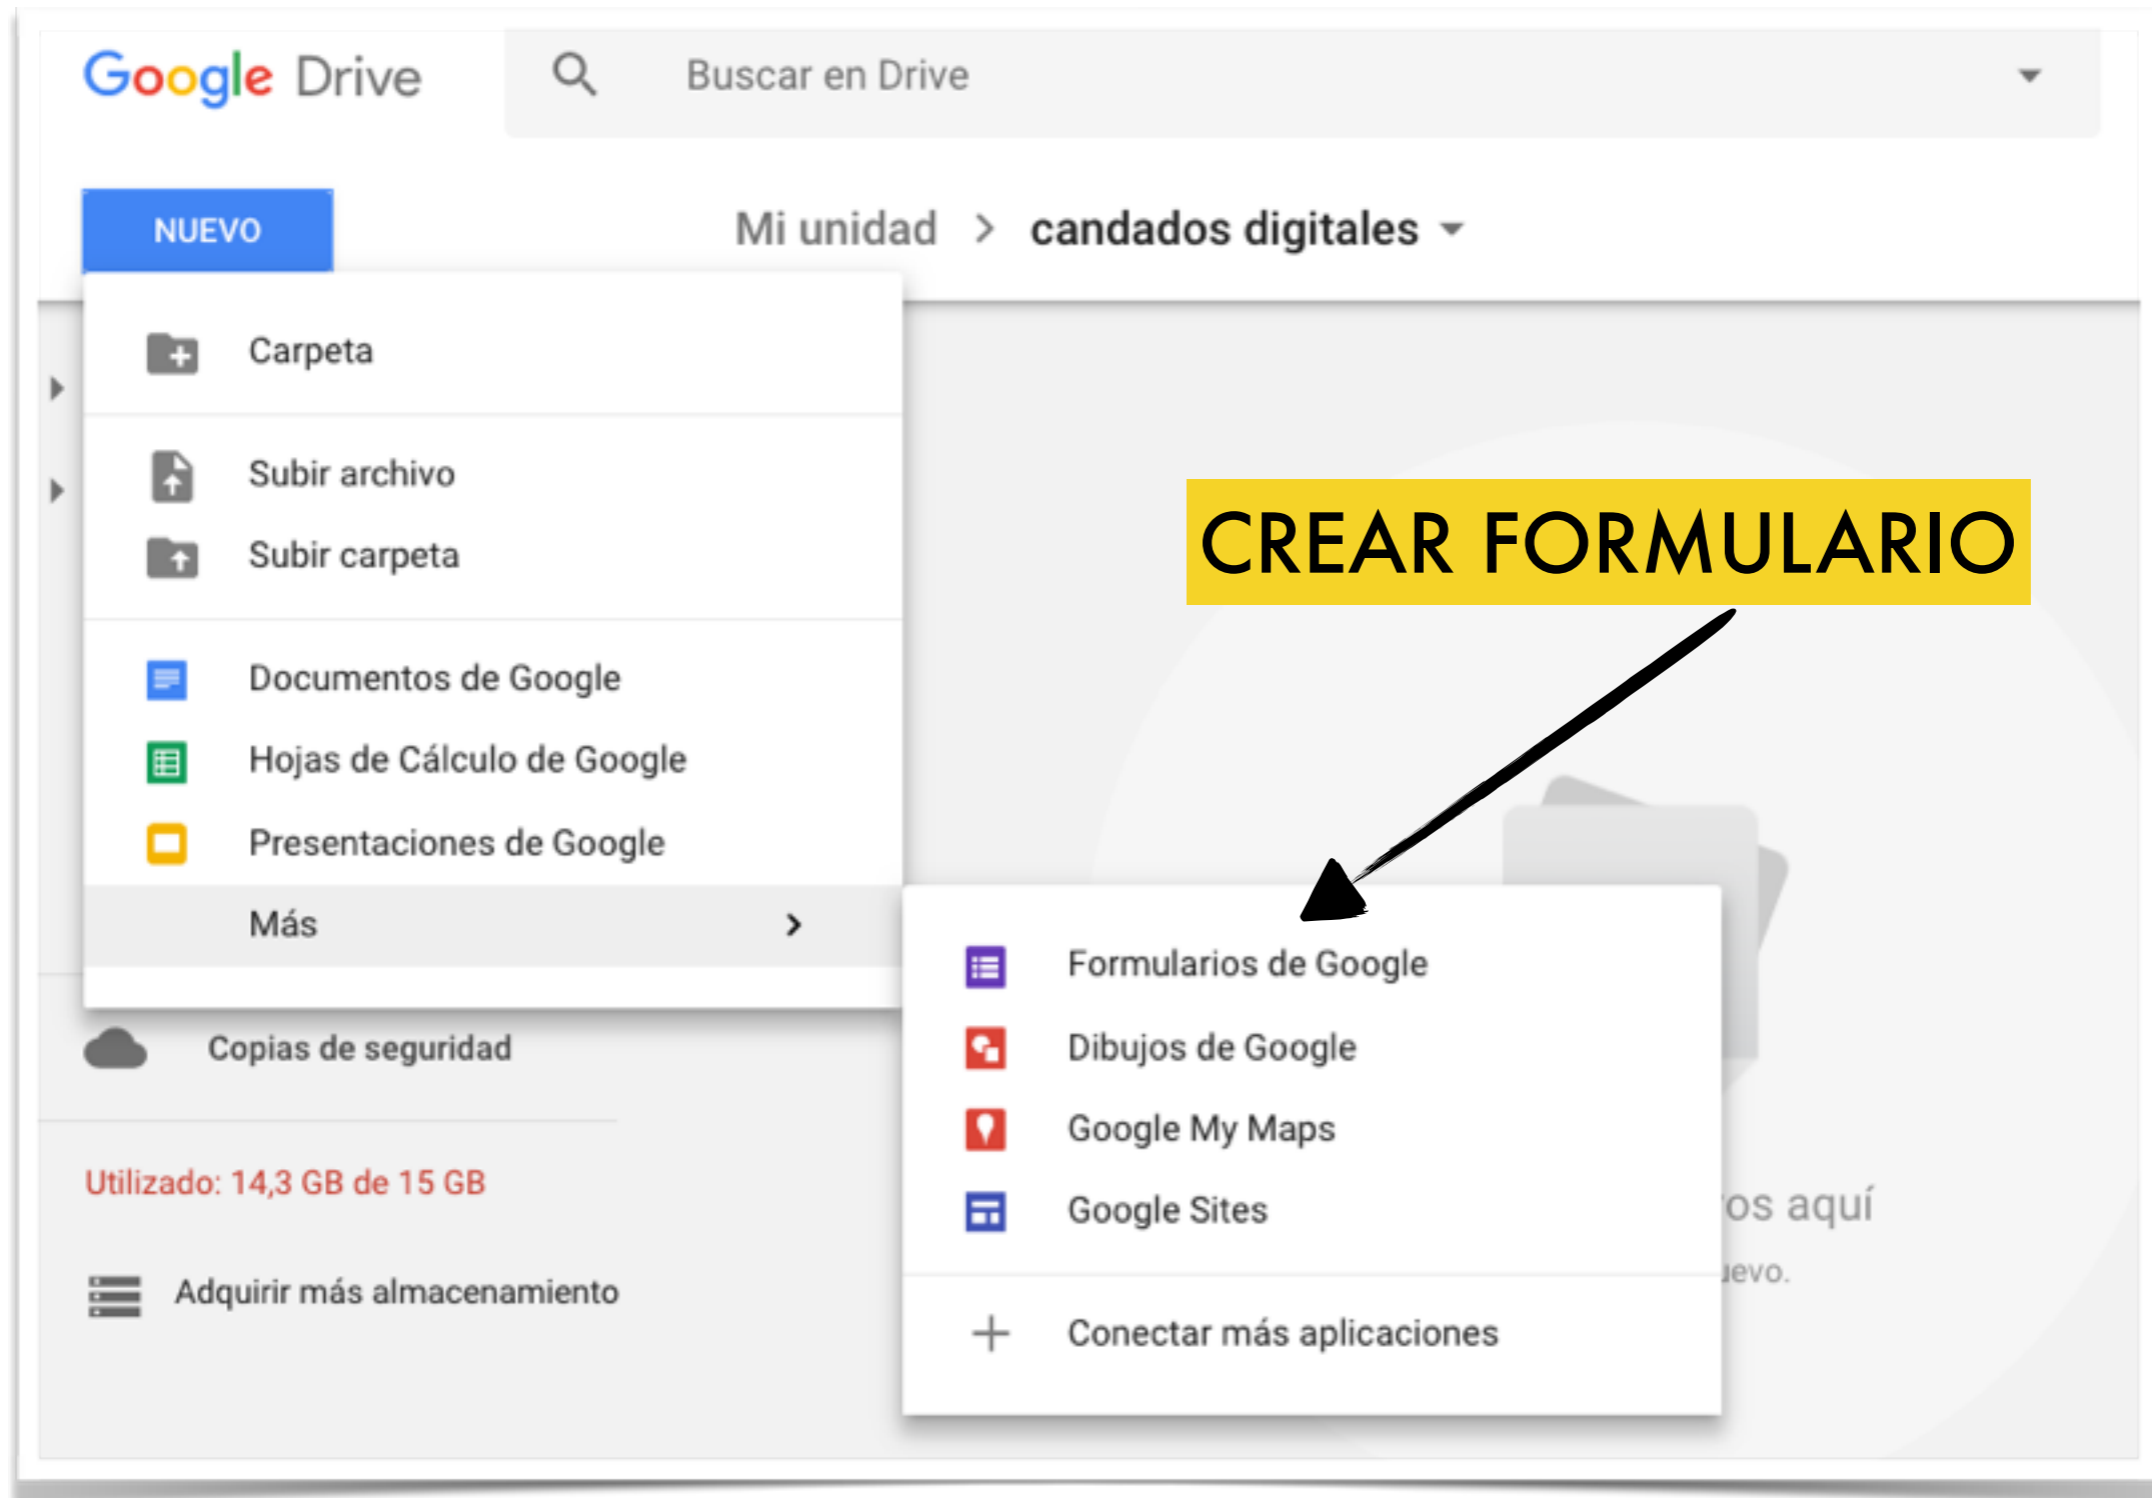 Google Drive
Buscar en Drive
NUEVO
Mi unidad > candados digitales
Carpeta
Subir archivo
Subir carpeta
CREAR FORMULARIO
Documentos de Google
Hojas de Cálculo de Google
Presentaciones de Google
Más
Formularios de Google
Dibujos de Google
Google My Maps
Google Sites
Conectar más aplicaciones
Copias de seguridad
Utilizado: 14,3 GB de 15 GB
Adquirir más almacenamiento
aquí